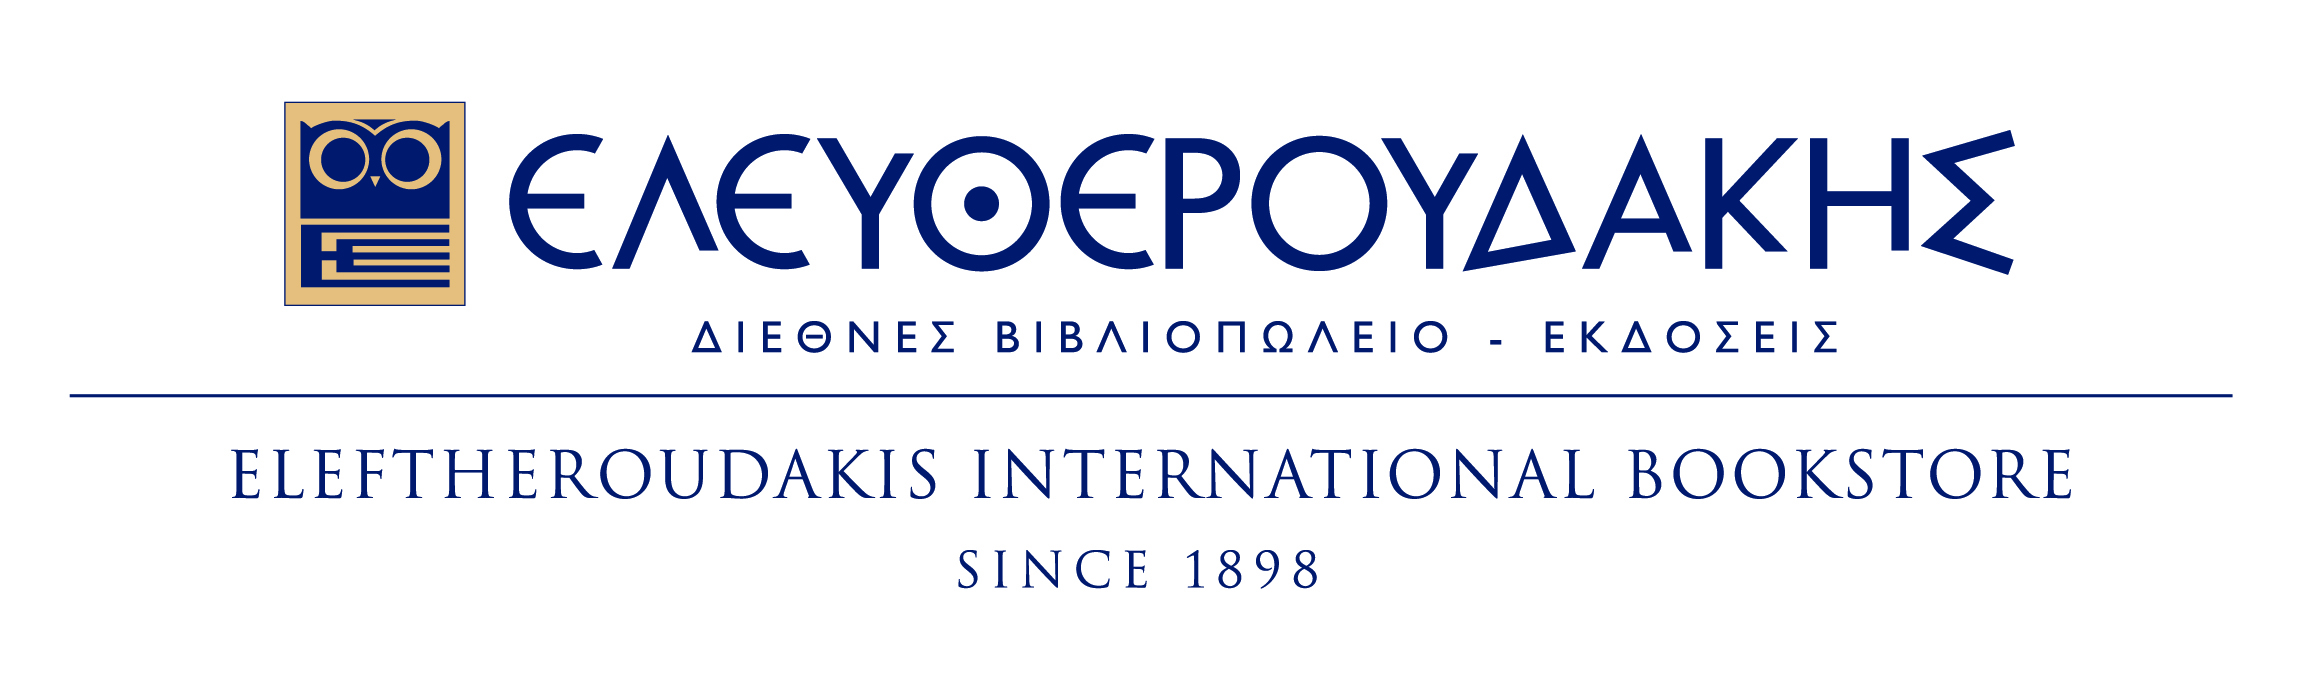 ΕΛΕΥΘΕΡΟΥΔΑΚΗΣ
ΔΙΕΘΝΕΣ ΒΙΒΛΙΟΠΩΛΕΙΟ - ΕΚΔΟΣΕΙΣ
ELEFTHEROUDAKIS INTERNATIONAL BOOKSTORE
SINCE 1898